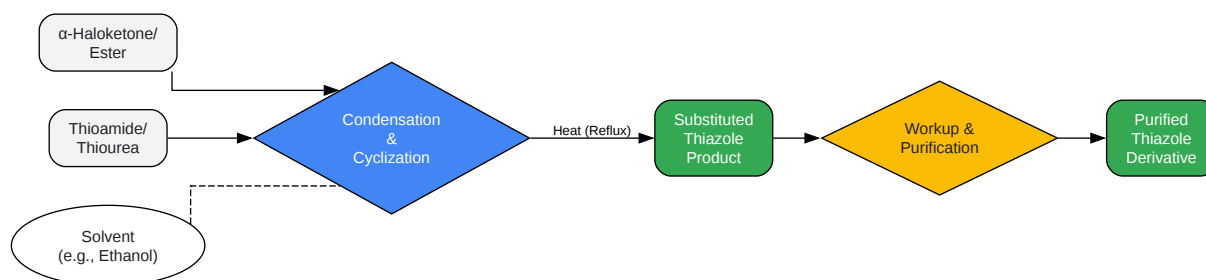 α-Haloketone/
Ester
Thioamide/
Thiourea
Solvent
(e.g., Ethanol)
Condensation
&
Cyclization
Heat (Reflux)
Substituted
Thiazole
Product
Workup &
Purification
Purified
Thiazole
Derivative